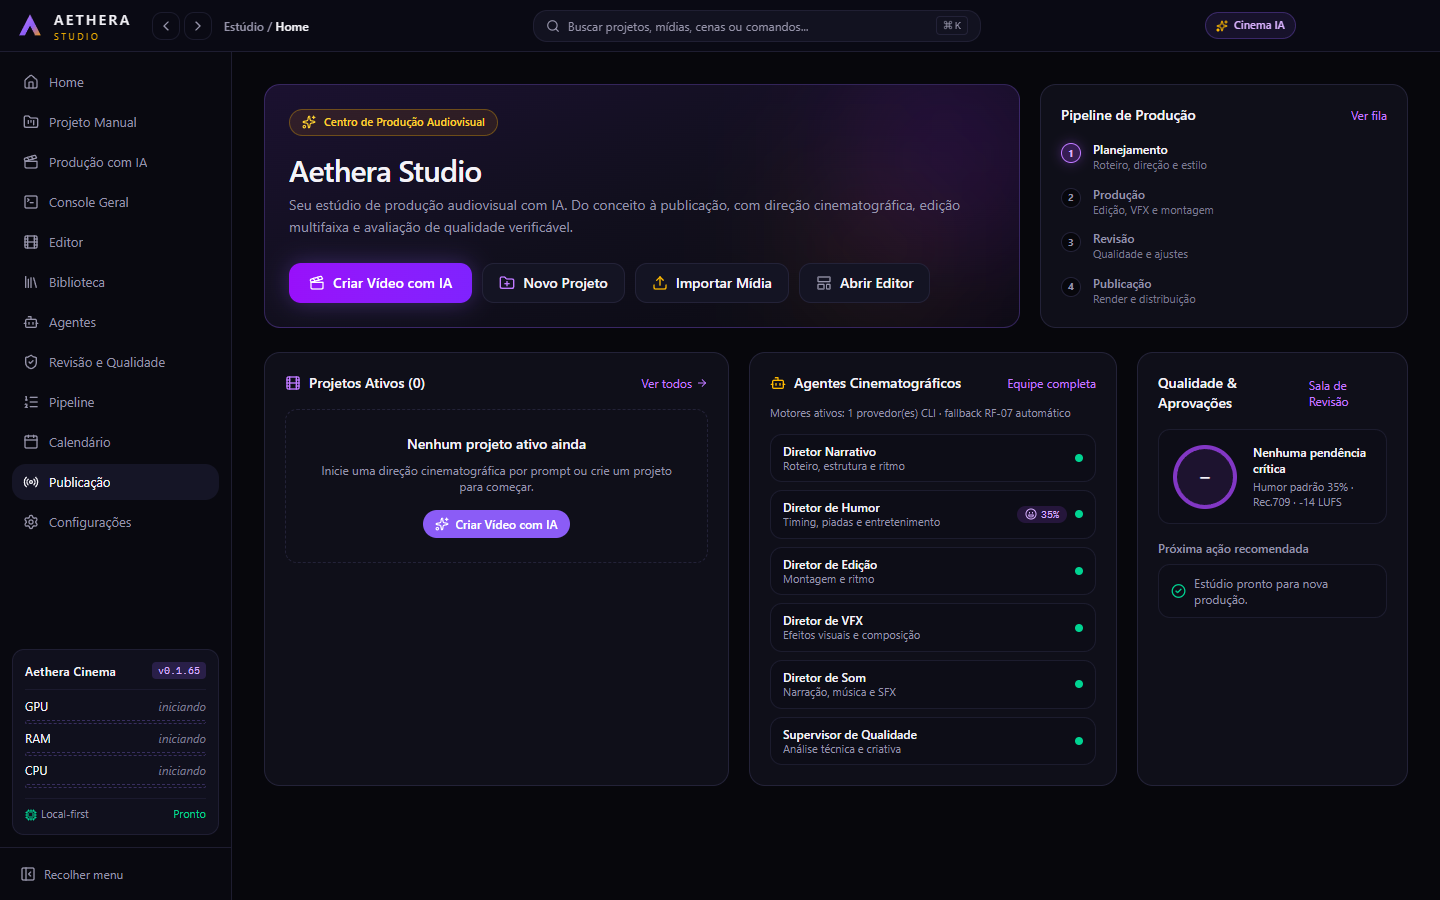 AETHERA
STUDIO
Estúdio / Home
Buscar projetos, mídias, cenas ou comandos...
⌘K
Cinema IA
Home
Projeto Manual
Produção com IA
Console Geral
Editor
Biblioteca
Agentes
Revisão e Qualidade
Pipeline
Calendário
Publicação
Configurações
Aethera Cinema
v0.1.65
GPU
iniciando
RAM
iniciando
CPU
iniciando
Local-first
Pronto
Recolher menu
Centro de Produção Audiovisual
Aethera Studio
Seu estúdio de produção audiovisual com IA. Do conceito à publicação, com direção cinematográfica, edição
multifaixa e avaliação de qualidade verificável.
Criar Vídeo com IA
Novo Projeto
Importar Mídia
Abrir Editor
Pipeline de Produção
Ver fila
1
Planejamento
Roteiro, direção e estilo
2
Produção
Edição, VFX e montagem
3
Revisão
Qualidade e ajustes
4
Publicação
Render e distribuição
Projetos Ativos (0)
Ver todos →
Nenhum projeto ativo ainda
Inicie uma direção cinematográfica por prompt ou crie um projeto
para começar.
Criar Vídeo com IA
Agentes Cinematográficos
Equipe completa
Motores ativos: 1 provedor(es) CLI · fallback RF-07 automático
Diretor Narrativo
Roteiro, estrutura e ritmo
Diretor de Humor
Timing, piadas e entretenimento
35%
Diretor de Edição
Montagem e ritmo
Diretor de VFX
Efeitos visuais e composição
Diretor de Som
Narração, música e SFX
Supervisor de Qualidade
Análise técnica e criativa
Qualidade &
Aprovações
Sala de
Revisão
–
Nenhuma pendência
crítica
Humor padrão 35% ·
Rec.709 · -14 LUFS
Próxima ação recomendada
Estúdio pronto para nova
produção.